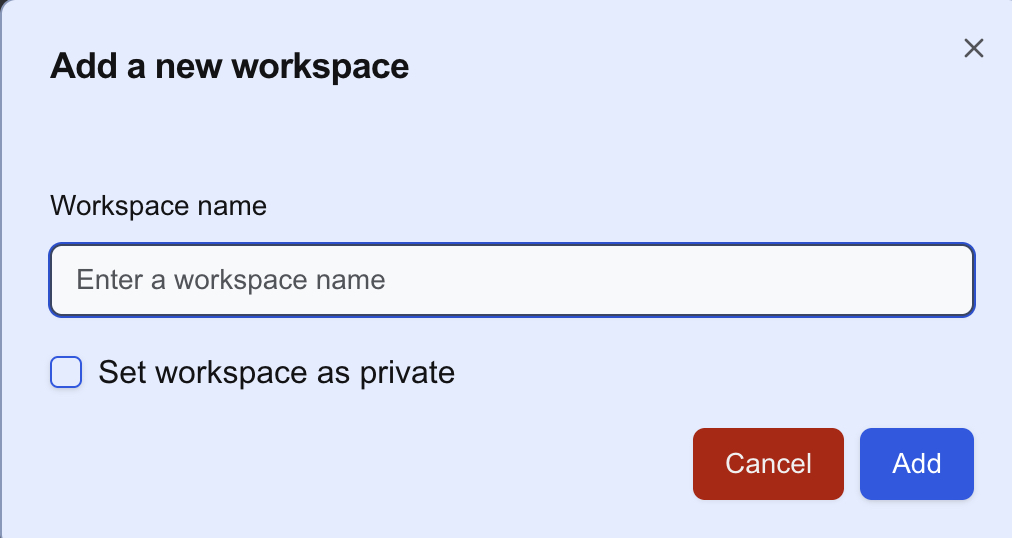 Add a new workspace
Workspace name
Enter a workspace name
Set workspace as private
Cancel Add